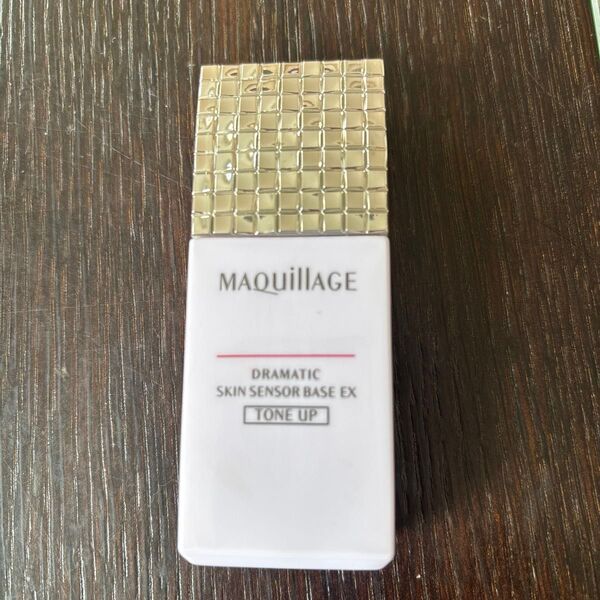 MAQuillAGE
DRAMATIC
SKIN SENSOR BASE EX
TONE UP